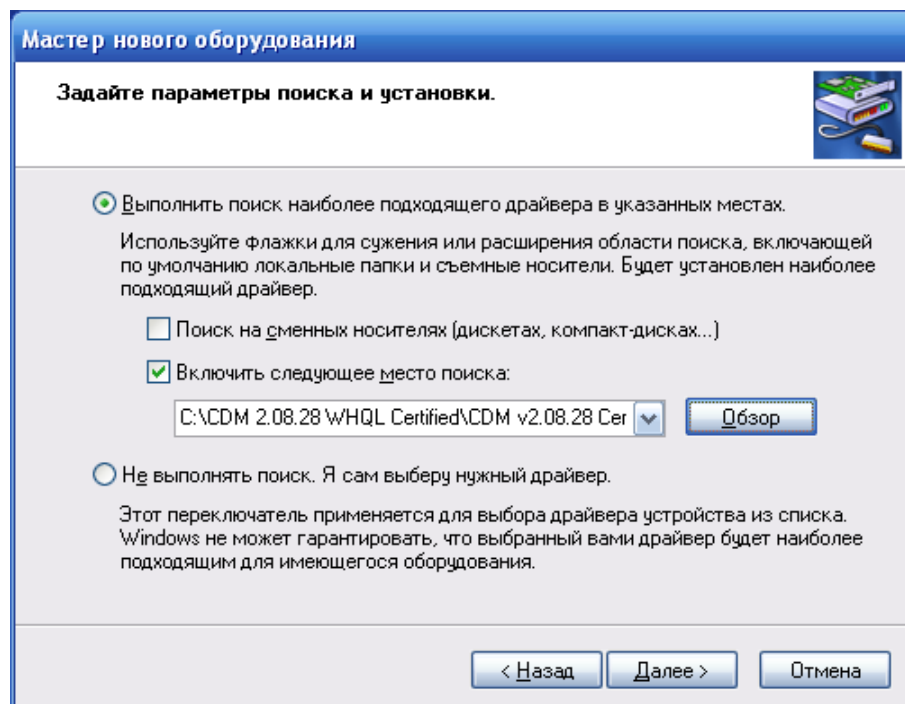 Мастер нового оборудования
Задайте параметры поиска и установки.
Выполнить поиск наиболее подходящего драйвера в указанных местах.
Используйте флажки для сужения или расширения области поиска, включающей
по умолчанию локальные папки и съемные носители. Будет установлен наиболее
подходящий драйвер.
Поиск на сменных носителях (дискетах, компакт-дисках...)
Включить следующее место поиска:
C:\CDM 2.08.28 WHQL Certified\CDM v2.08.28 Cer
Обзор
Не выполнять поиск. Я сам выберу нужный драйвер.
Этот переключатель применяется для выбора драйвера устройства из списка.
Windows не может гарантировать, что выбранный вами драйвер будет наиболее
подходящим для имеющегося оборудования.
< Назад
Далее >
Отмена